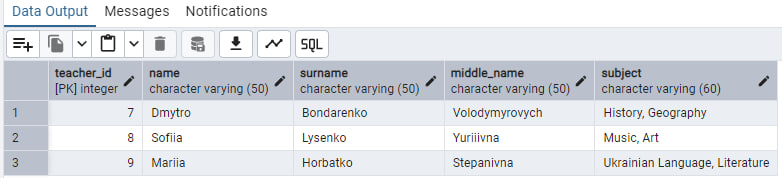 Data Output Messages Notifications
SQL
teacher_id name surname middle_name subject
[PK] integer character varying (50) character varying (50) character varying (50) character varying (60)
1 7 Dmytro Bondarenko Volodymyrovych History, Geography
2 8 Sofiia Lysenko Yuriiivna Music, Art
3 9 Mariia Horbatko Stepanivna Ukrainian Language, Literature